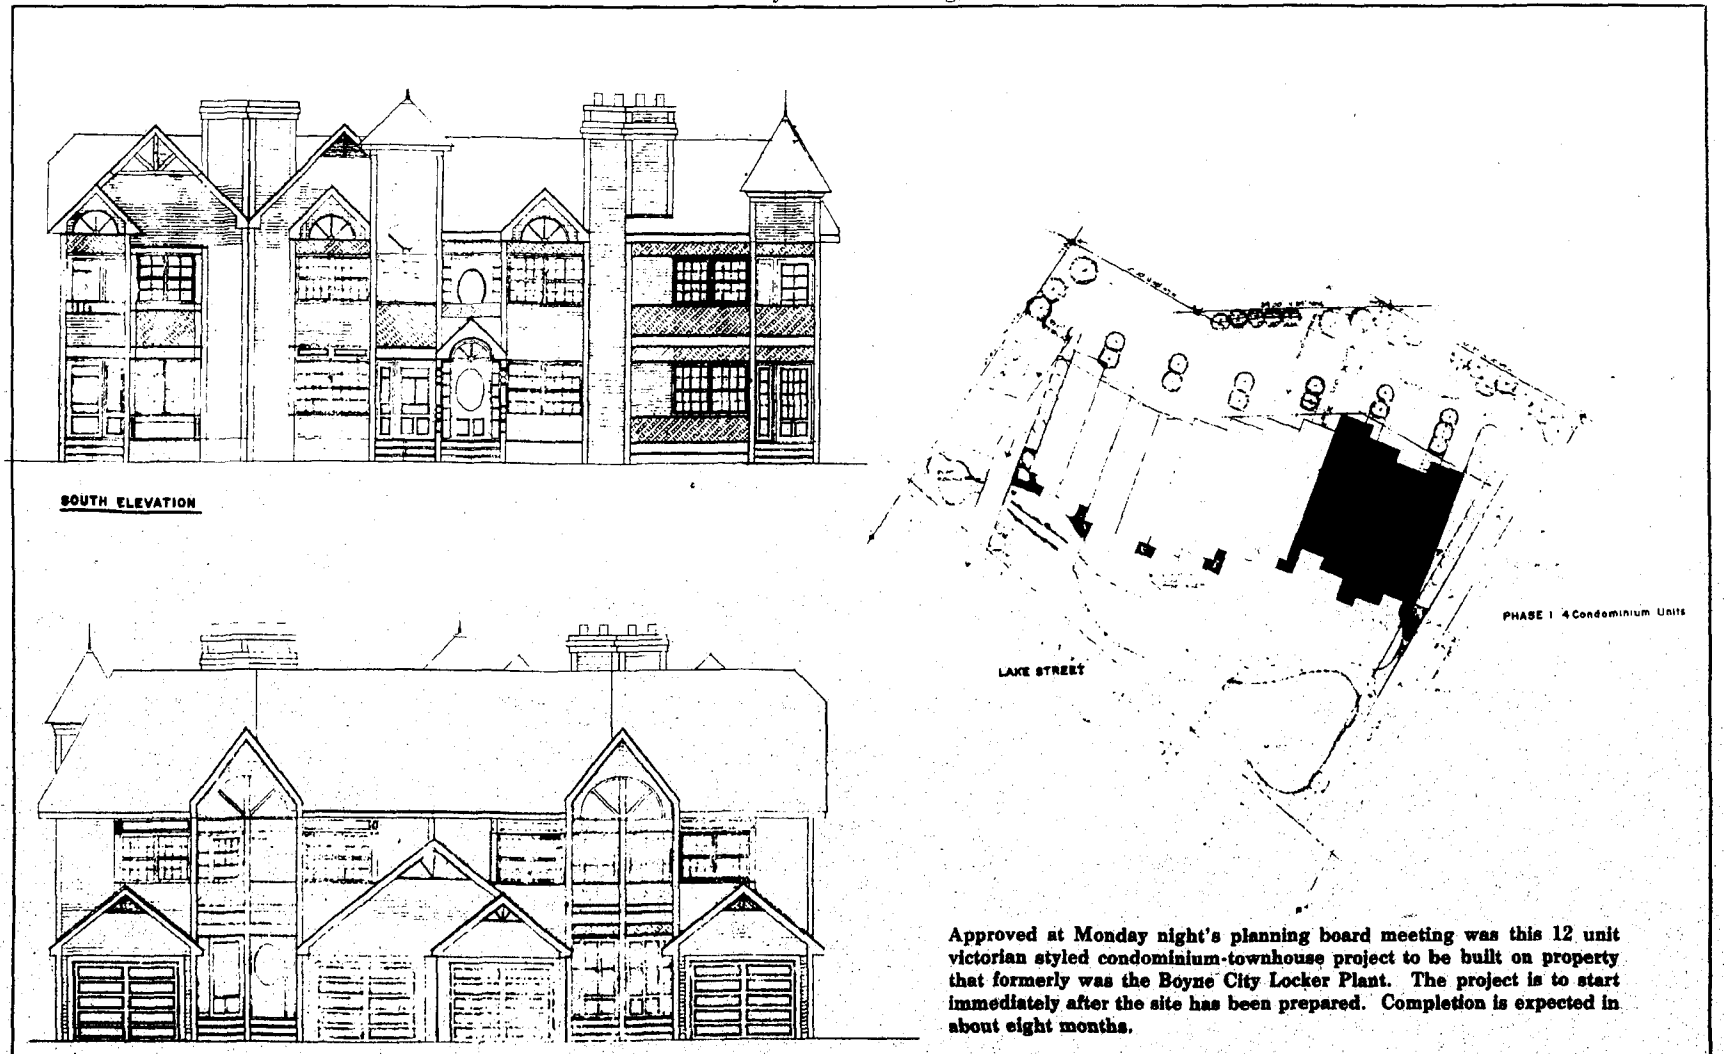 SOUTH ELEVATION
PHASE 1 4 Condominium Units
LAKE STREET
Approved at Monday night's planning board meeting was this 12 unit
victorian styled condominium-townhouse project to be built on property
that formerly was the Boyne City Locker Plant. The project is to start
immediately after the site has been prepared. Completion is expected in
about eight months.